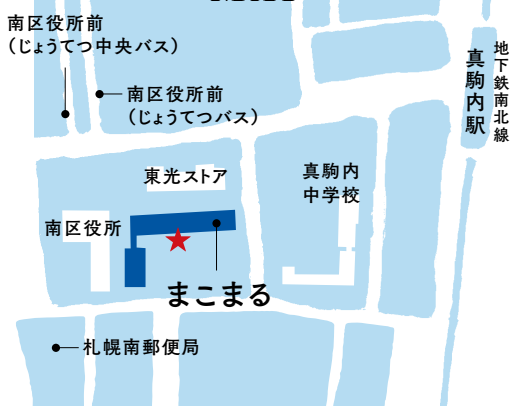 南区役所前
(じょうてつ中央バス)
南区役所前
(じょうてつバス)
地下鉄南北線
真駒内駅
東光ストア
真駒内
中学校
南区役所
まこまる
札幌南郵便局